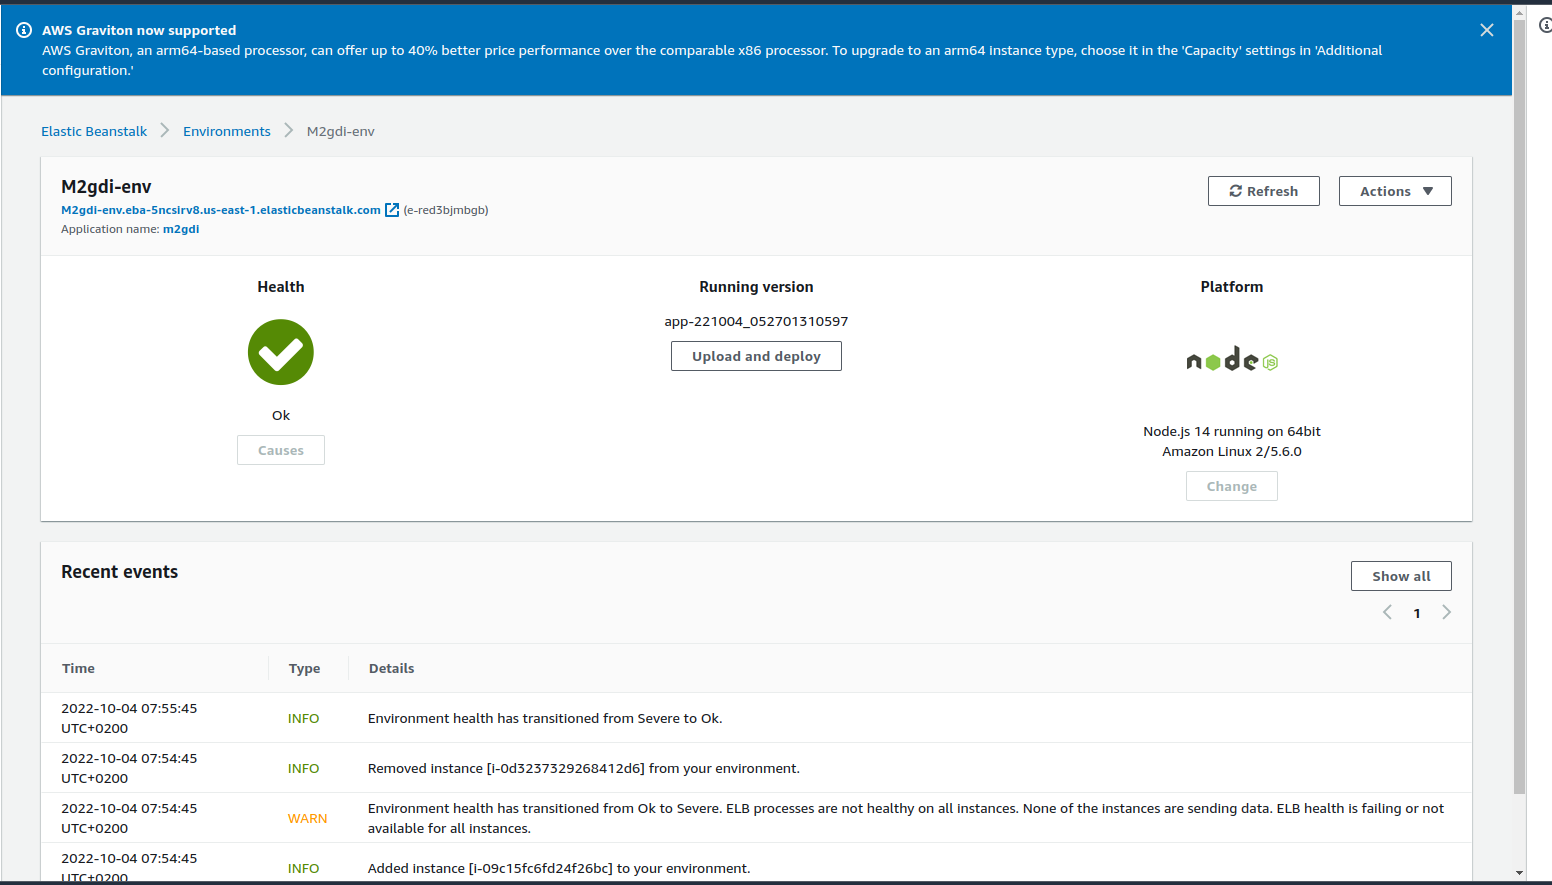 AWS Graviton now supported
AWS Graviton, an arm64-based processor, can offer up to 40% better price performance over the comparable x86 processor. To upgrade to an arm64 instance type, choose it in the 'Capacity' settings in 'Additional
configuration.'
Elastic Beanstalk
Environments
M2gdi-env
M2gdi-env
Refresh
Actions
M2gdi-env.eba-5ncsirv8.us-east-1.elasticbeanstalk.com (e-red3bjmbgb)
Application name: m2gdi
Health
Ok
Causes
Running version
app-221004_052701310597
Upload and deploy
Platform
node JS
Node.js 14 running on 64bit
Amazon Linux 2/5.6.0
Change
Recent events
Show all
1
Time
Type
Details
2022-10-04 07:55:45
UTC+0200
INFO
Environment health has transitioned from Severe to Ok.
2022-10-04 07:54:45
UTC+0200
INFO
Removed instance [i-0d3237329268412d6] from your environment.
2022-10-04 07:54:45
UTC+0200
WARN
Environment health has transitioned from Ok to Severe. ELB processes are not healthy on all instances. None of the instances are sending data. ELB health is failing or not
available for all instances.
2022-10-04 07:54:45
UTC+0200
INFO
Added instance [i-09c15fc6fd24f26bc] to your environment.